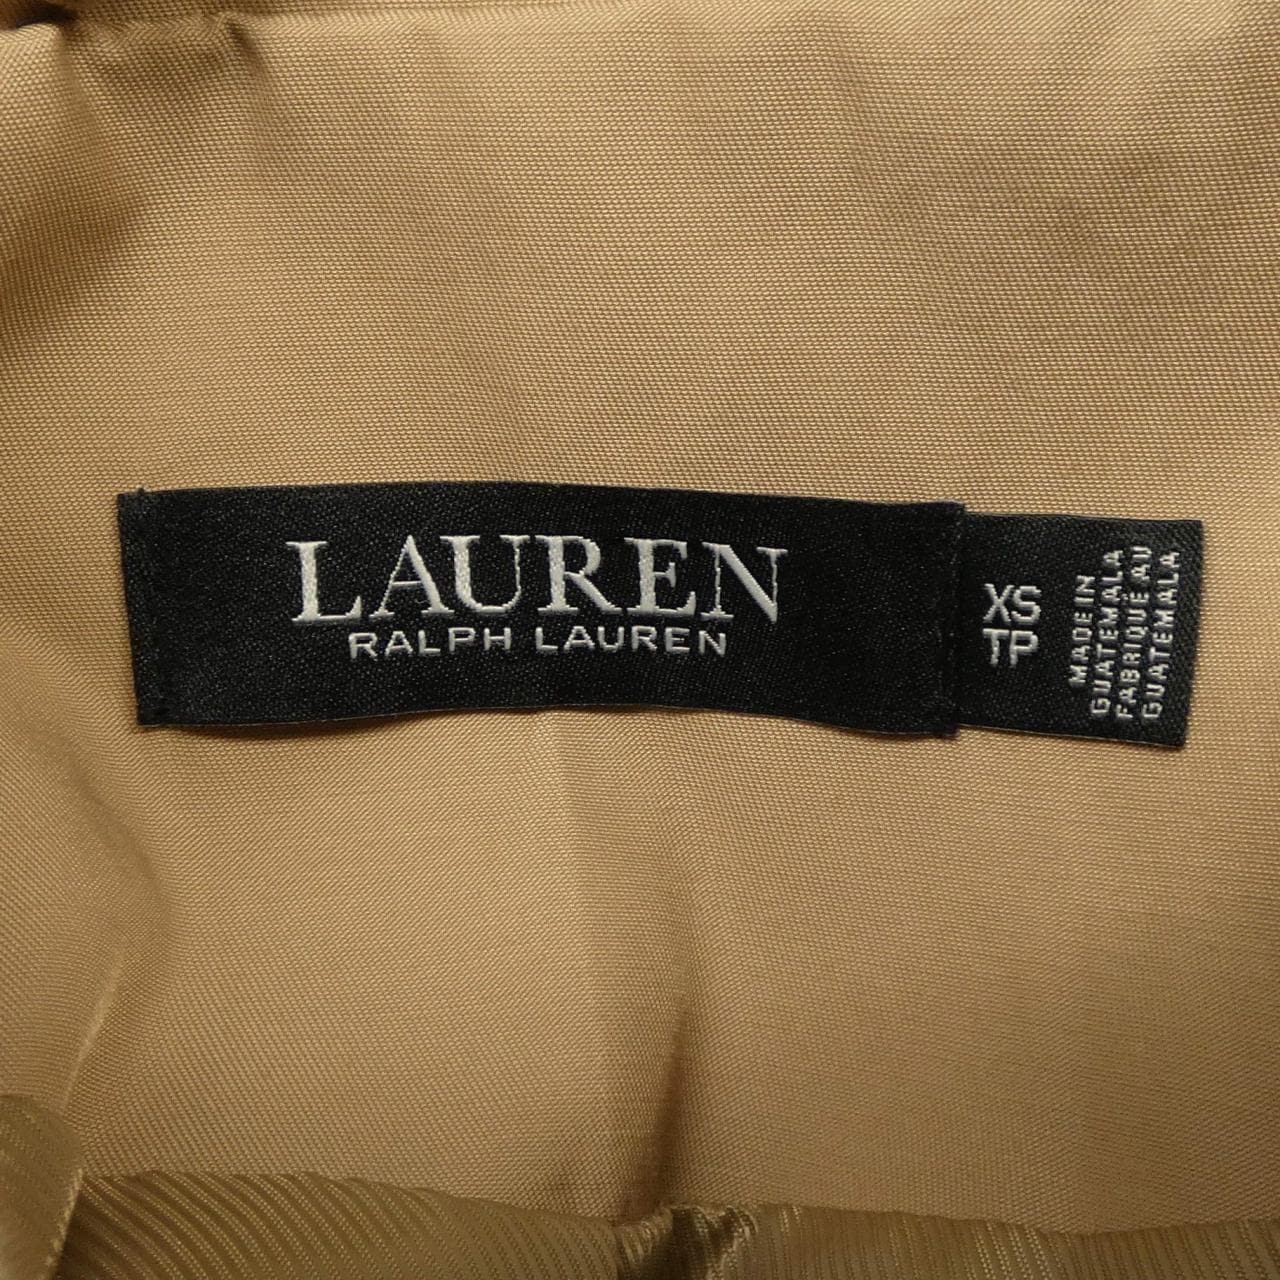 LAUREN
RALPH LAUREN
XS
TP
MADE IN
GUATEMALA
FABRIQUÉ AU
GUATEMALA